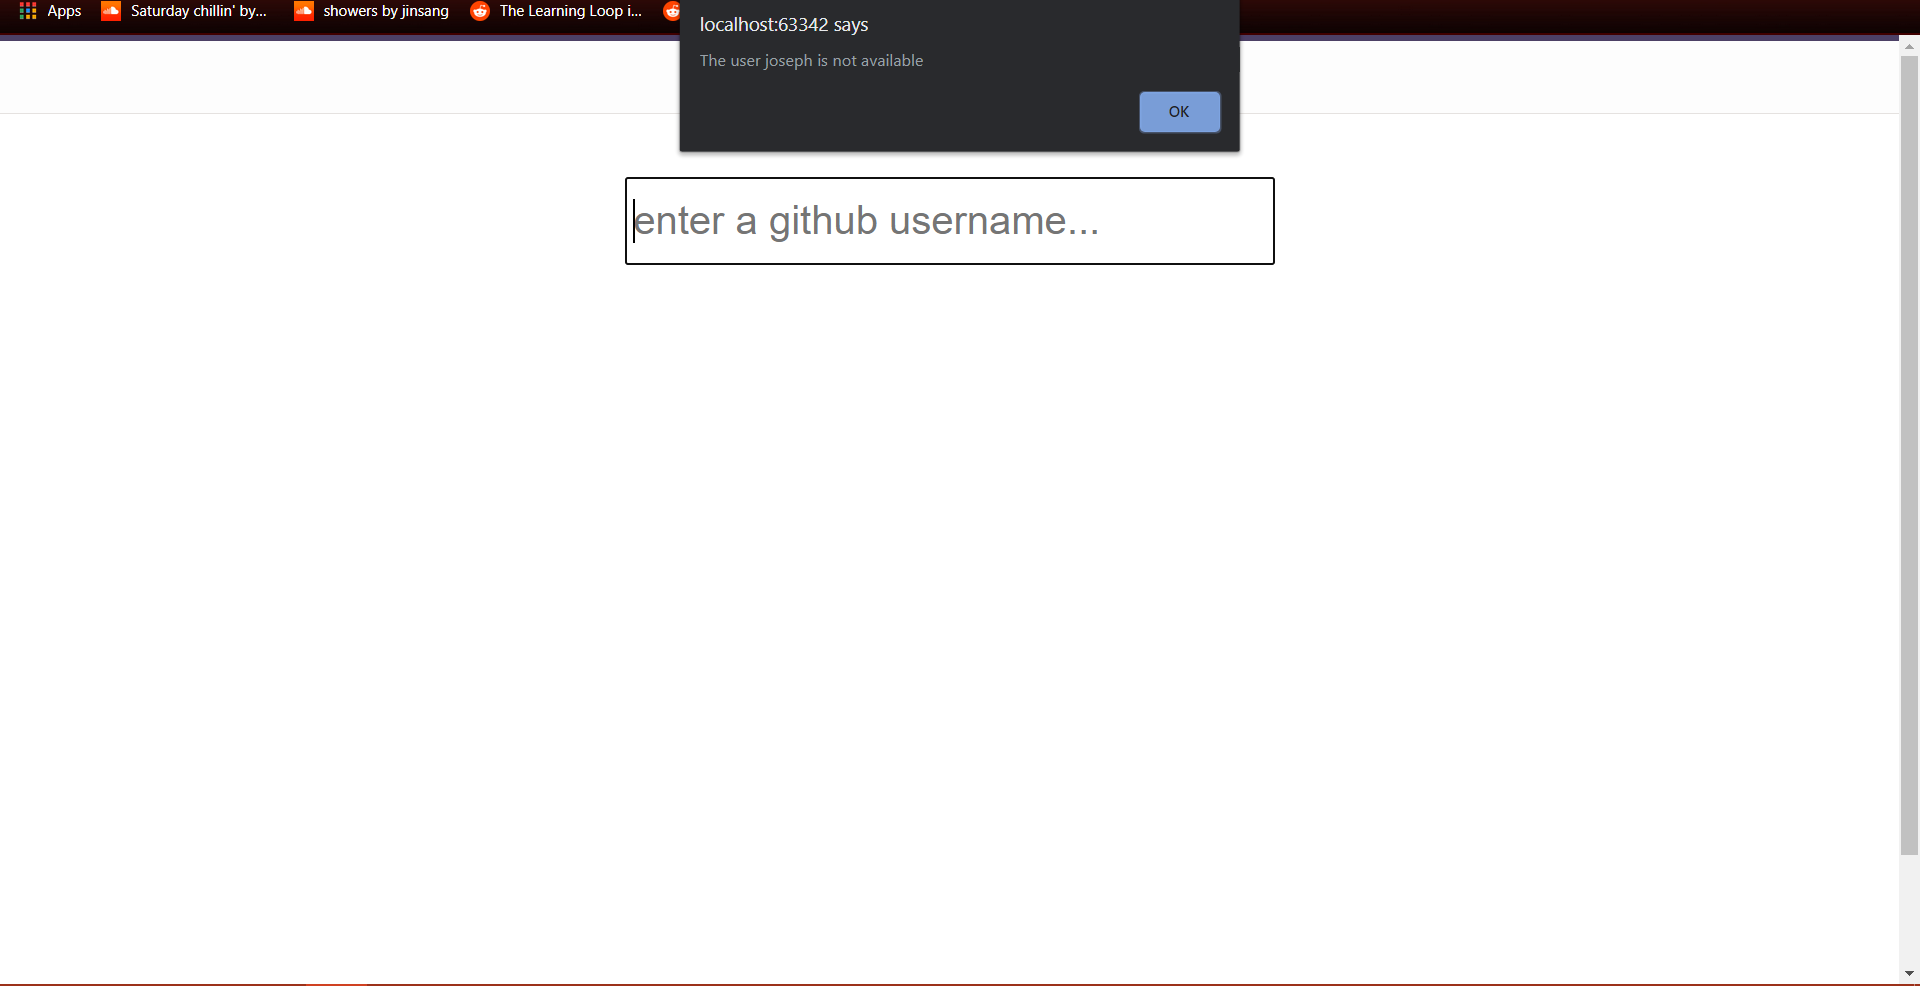 Apps
Saturday chillin' by...
showers by jinsang
The Learning Loop i...
localhost:63342 says
The user joseph is not available
OK
enter a github username...